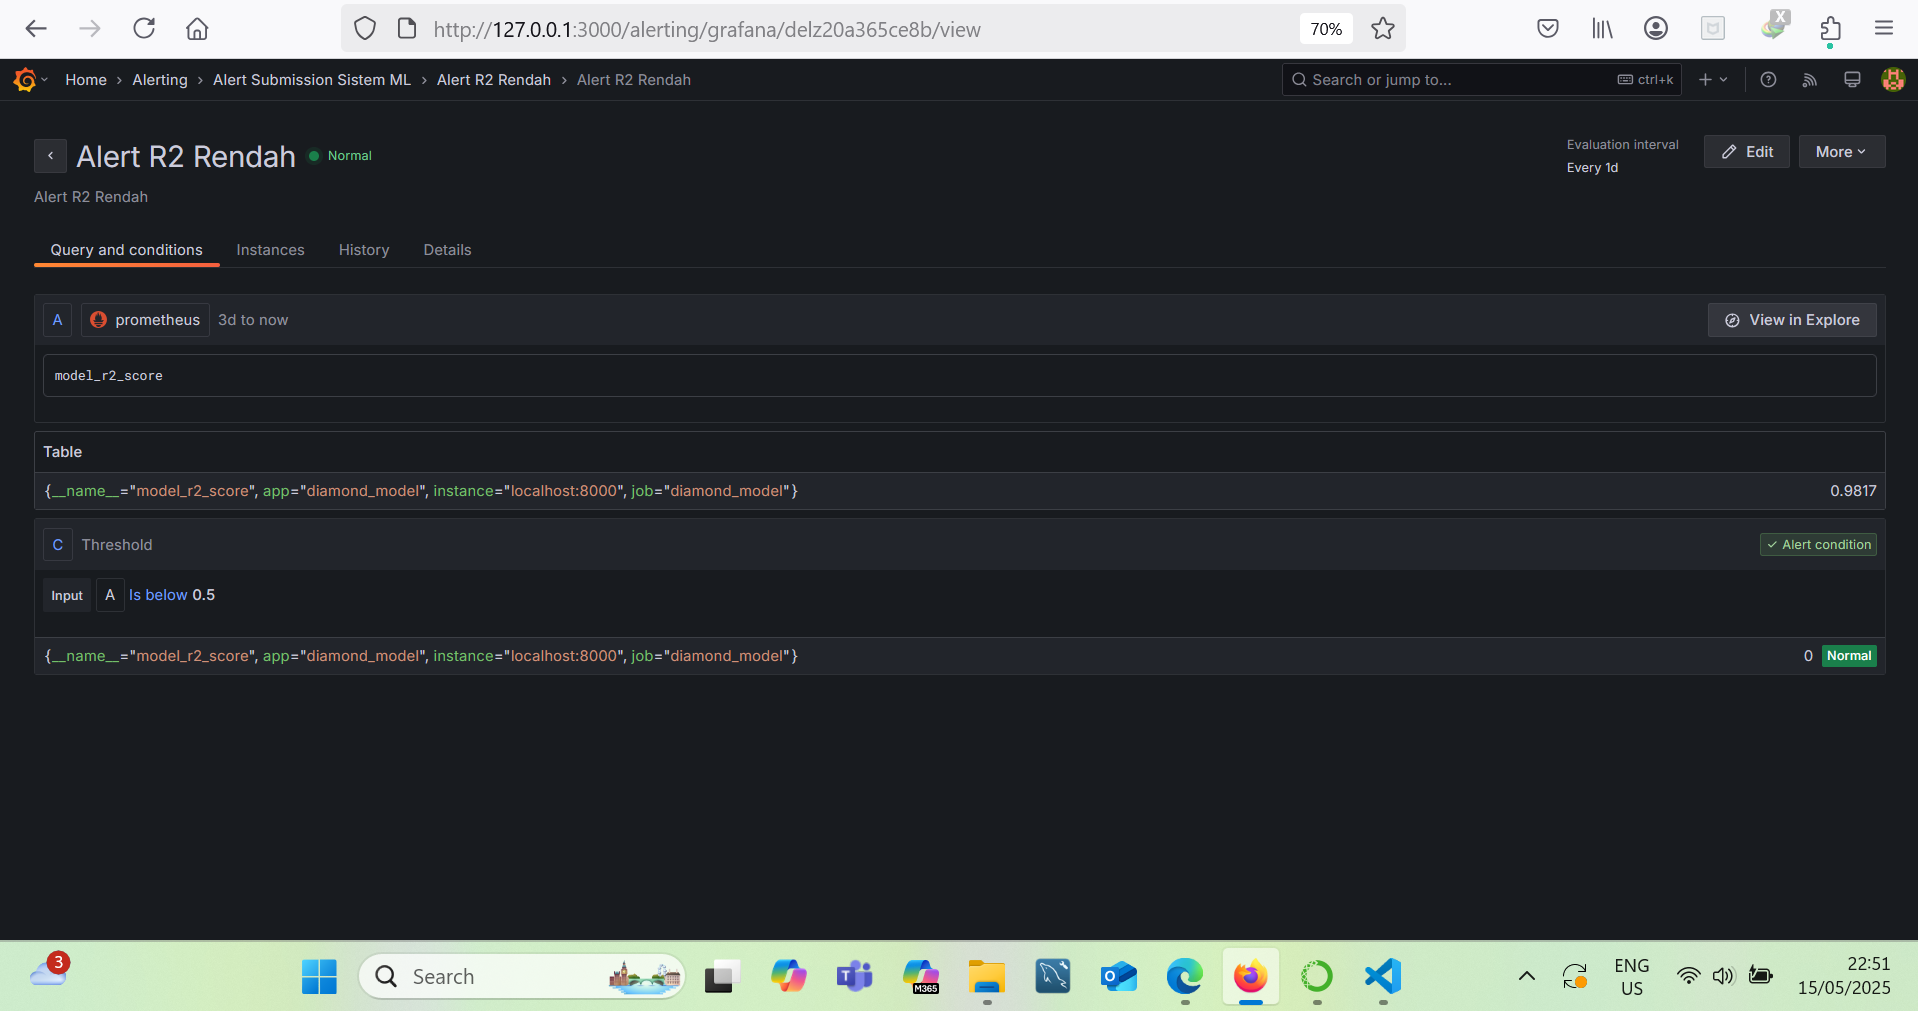 http://127.0.0.1:3000/alerting/grafana/delz20a365ce8b/view
70%
X
Home › Alerting › Alert Submission Sistem ML › Alert R2 Rendah › Alert R2 Rendah
Search or jump to...
ctrl+k
Alert R2 Rendah
Normal
Evaluation interval
Every 1d
Edit
More
Alert R2 Rendah
Query and conditions
Instances
History
Details
A
prometheus
3d to now
View in Explore
model_r2_score
Table
{__name__="model_r2_score", app="diamond_model", instance="localhost:8000", job="diamond_model"}
0.9817
C
Threshold
Alert condition
Input
A
Is below 0.5
{__name__="model_r2_score", app="diamond_model", instance="localhost:8000", job="diamond_model"}
0
Normal
3
Search
M365
ENG
US
22:51
15/05/2025